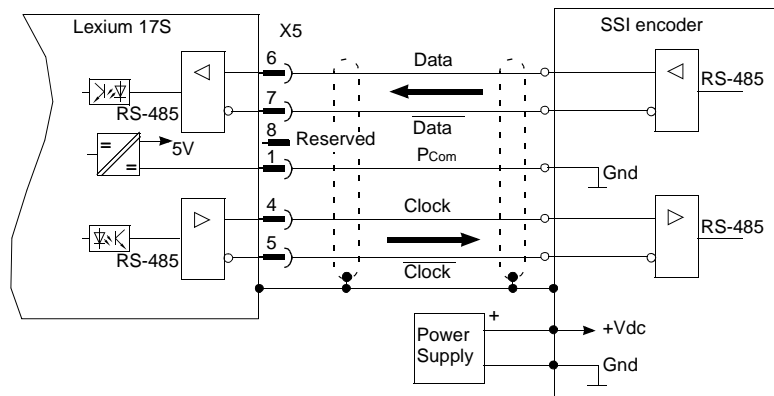 Lexium 17S X5 SSI encoder
6 Data
RS-485 RS-485
7 Data
8 Reserved
5V
= =
1 PCom
Gnd
4 Clock
RS-485 RS-485
5 Clock
+
Power
Supply
+Vdc
Gnd